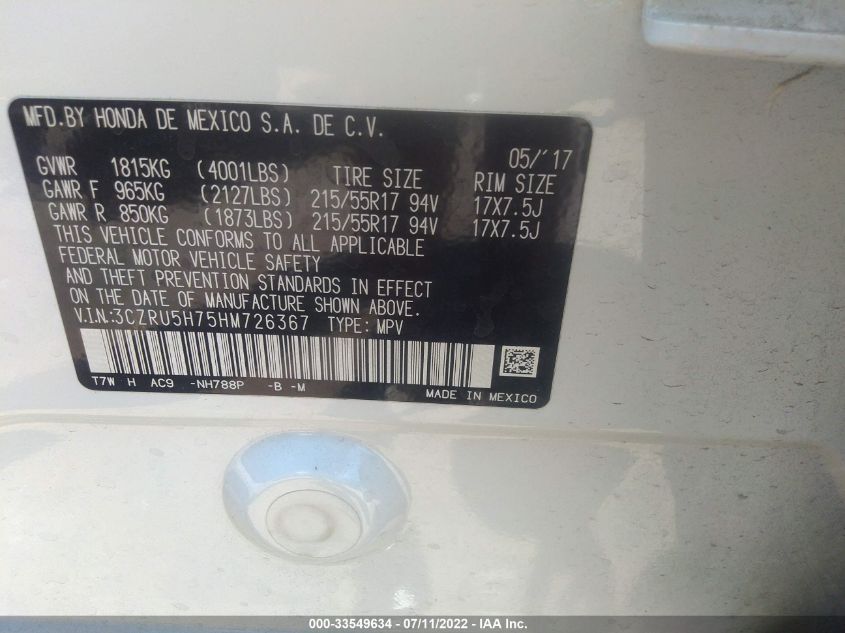 MFD.BY HONDA DE MEXICO S.A. DE C.V.
05/'17
GVWR 1815KG (4001LBS) TIRE SIZE RIM SIZE
GAWR F 965KG (2127LBS) 215/55R17 94V 17X7.5J
GAWR R 850KG (1873LBS) 215/55R17 94V 17X7.5J
THIS VEHICLE CONFORMS TO ALL APPLICABLE
FEDERAL MOTOR VEHICLE SAFETY
AND THEFT PREVENTION STANDARDS IN EFFECT
ON THE DATE OF MANUFACTURE SHOWN ABOVE.
V.I.N:3CZRU5H75HM726367 TYPE: MPV
T7W H AC9 -NH788P -B -M
MADE IN MEXICO
000-33549634 - 07/11/2022 - IAA Inc.